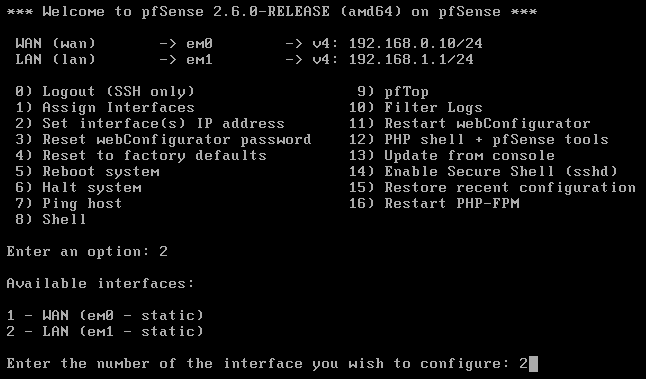 *** Welcome to pfSense 2.6.0-RELEASE (amd64) on pfSense ***
WAN (wan) -> em0 -> v4: 192.168.0.10/24
LAN (lan) -> em1 -> v4: 192.168.1.1/24
0) Logout (SSH only) 9) pfTop
1) Assign Interfaces 10) Filter Logs
2) Set interface(s) IP address 11) Restart webConfigurator
3) Reset webConfigurator password 12) PHP shell + pfSense tools
4) Reset to factory defaults 13) Update from console
5) Reboot system 14) Enable Secure Shell (sshd)
6) Halt system 15) Restore recent configuration
7) Ping host 16) Restart PHP-FPM
8) Shell
Enter an option: 2
Available interfaces:
1 - WAN (em0 - static)
2 - LAN (em1 - static)
Enter the number of the interface you wish to configure: 2